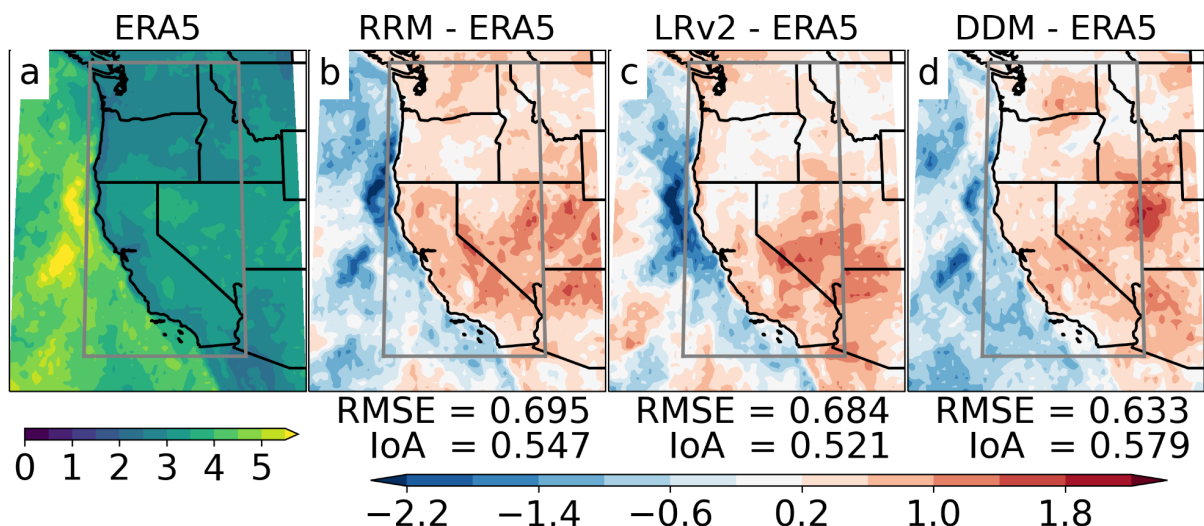 ERA5
RRM - ERA5
LRv2 - ERA5
DDM - ERA5
a
b
c
d
RMSE = 0.695
IoA = 0.547
RMSE = 0.684
IoA = 0.521
RMSE = 0.633
IoA = 0.579
0 1 2 3 4 5
−2.2 −1.4 −0.6 0.2 1.0 1.8